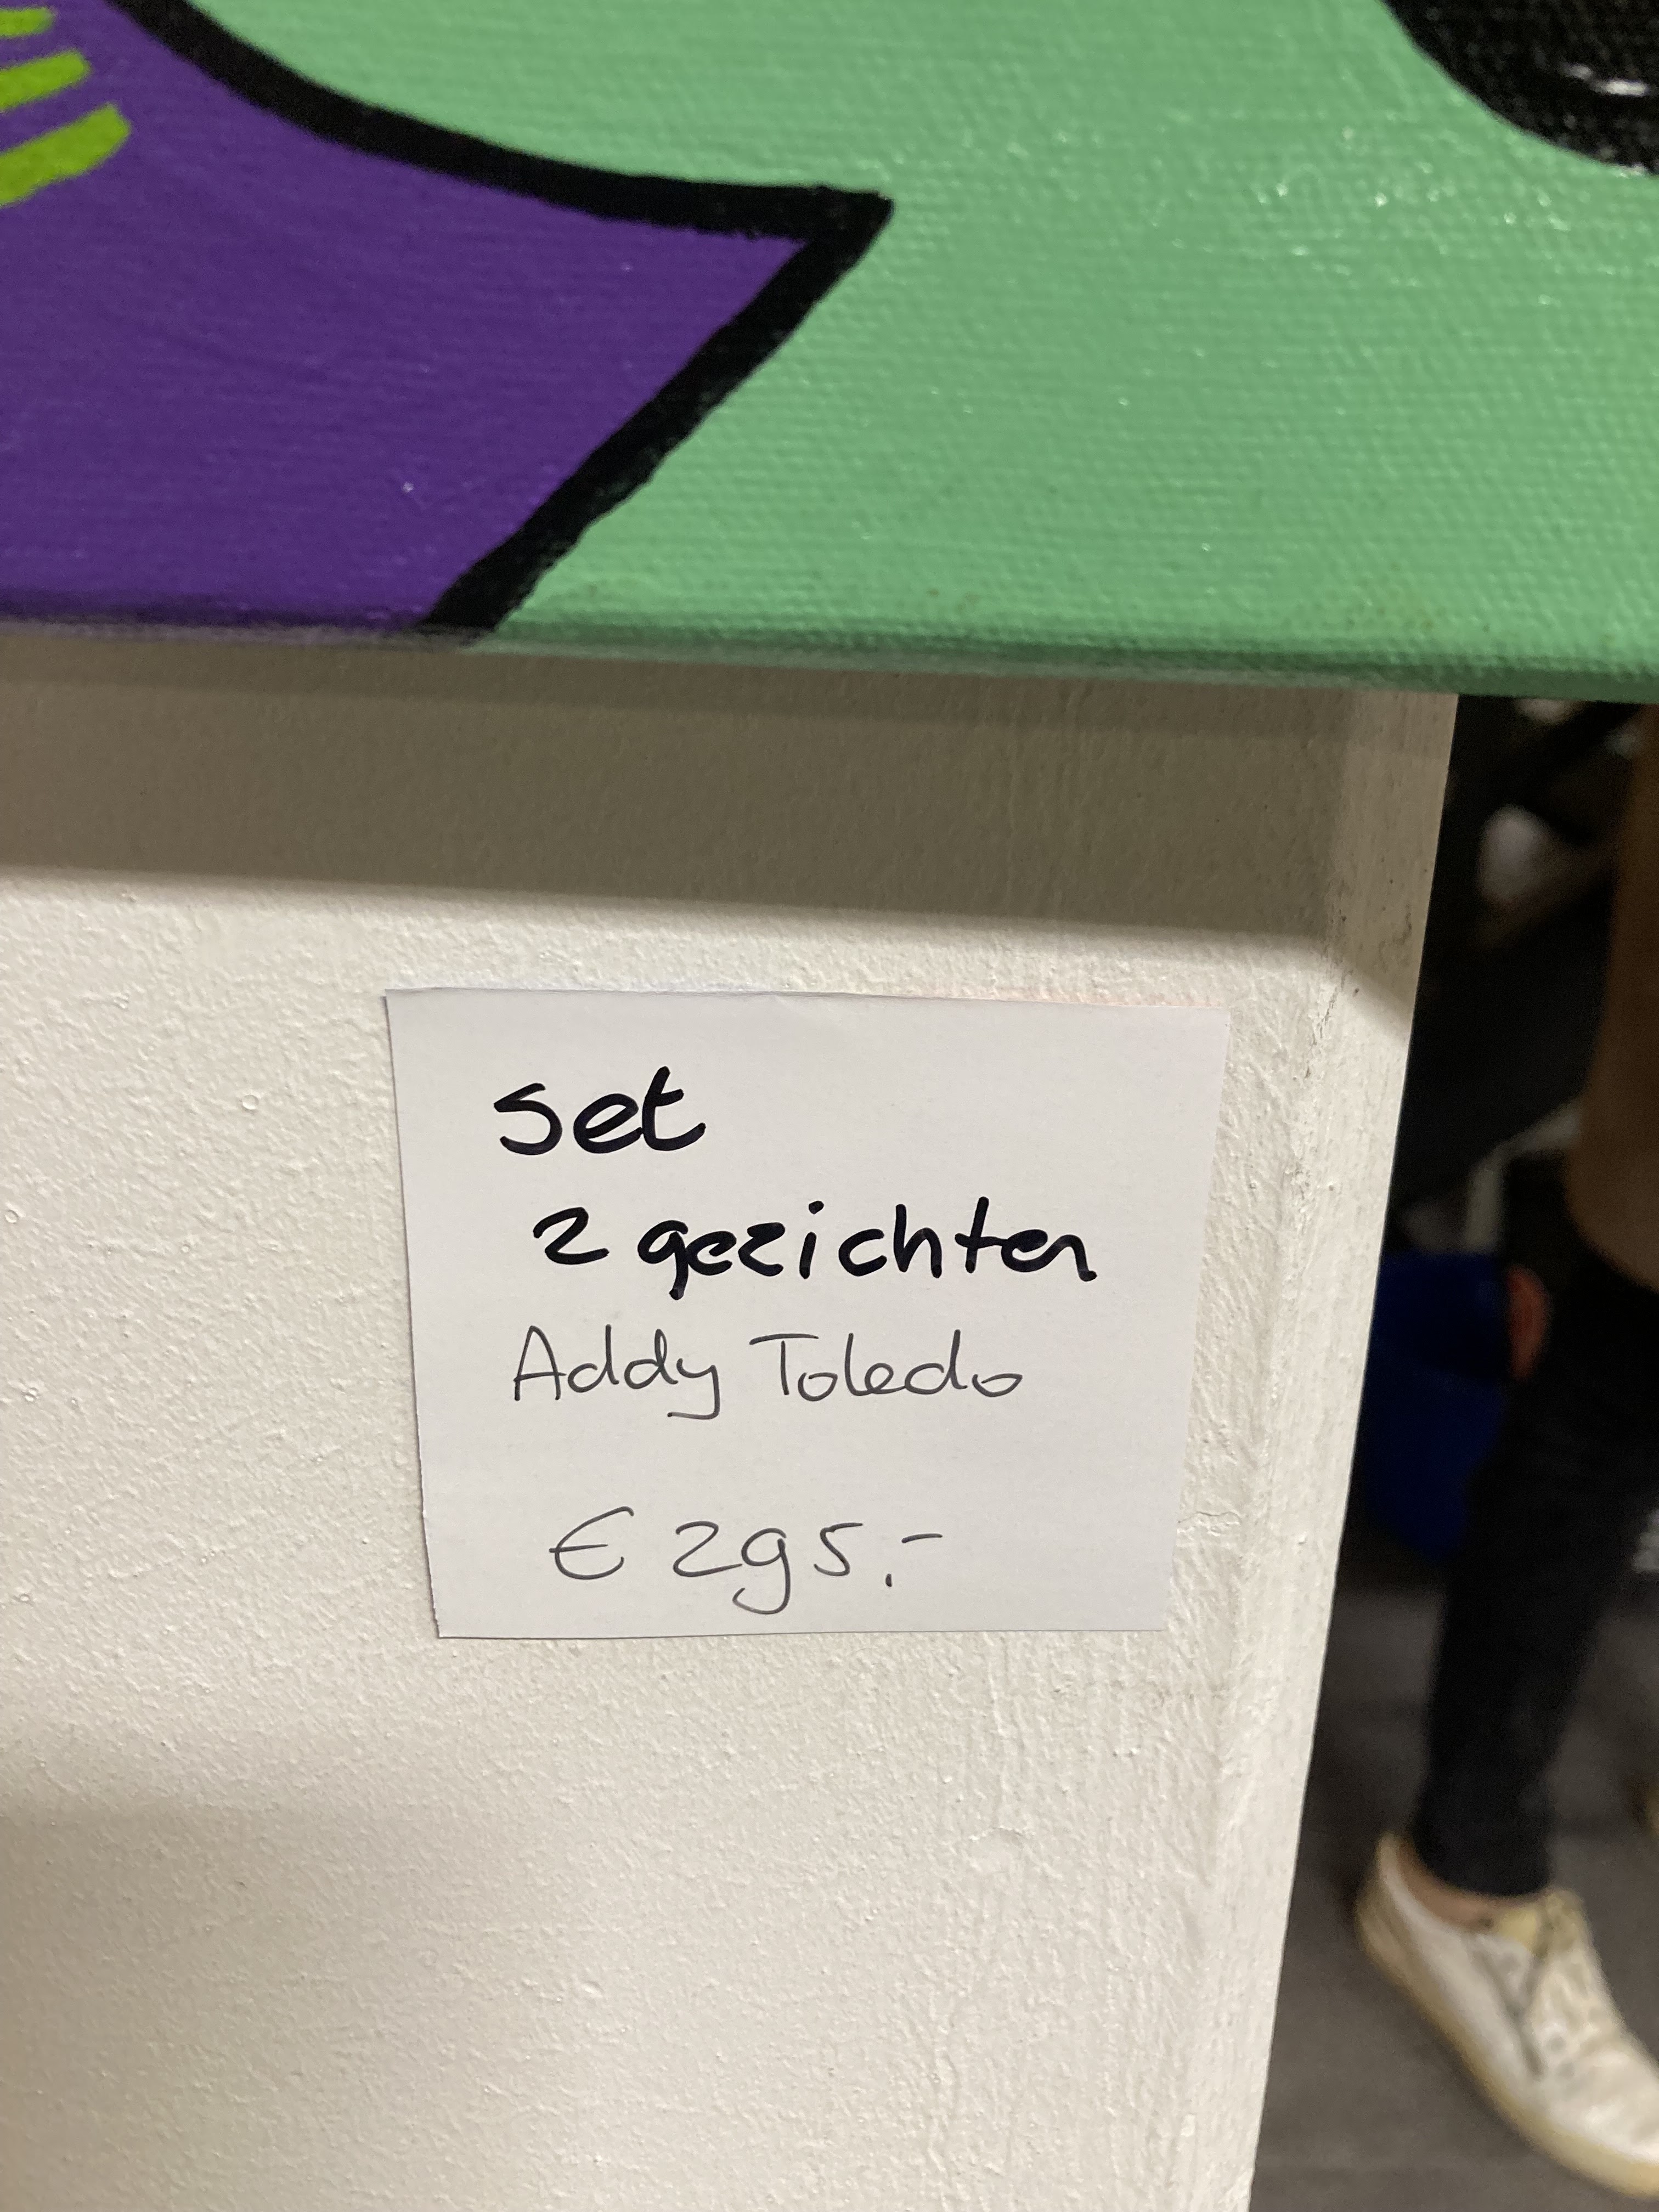 set
2 gezichten
Addy Toledo
€ 295.-